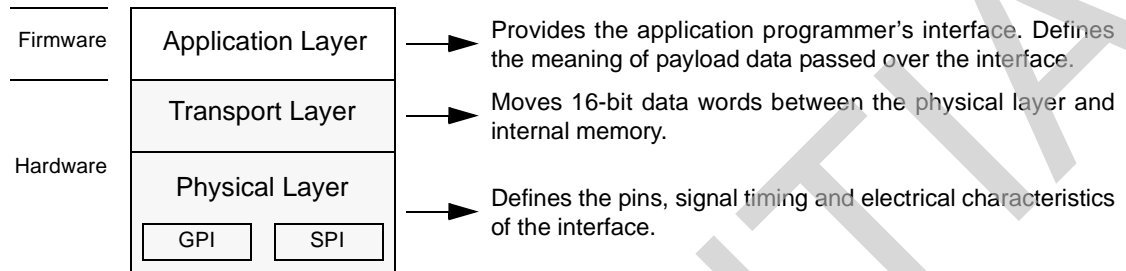 Firmware
Application Layer
Provides the application programmer's interface. Defines
the meaning of payload data passed over the interface.
Hardware
Transport Layer
Moves 16-bit data words between the physical layer and
internal memory.
Physical Layer
GPI
SPI
Defines the pins, signal timing and electrical characteristics
of the interface.